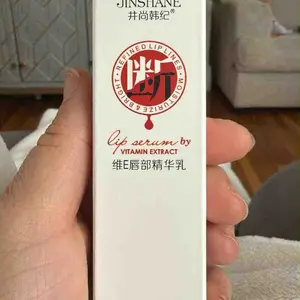 JINSHANE
井尚韩纪®
REFINED LIP LINES • MOISTURIZE & BRIGHT •
断
lip serum by
VITAMIN EXTRACT
维E唇部精华乳